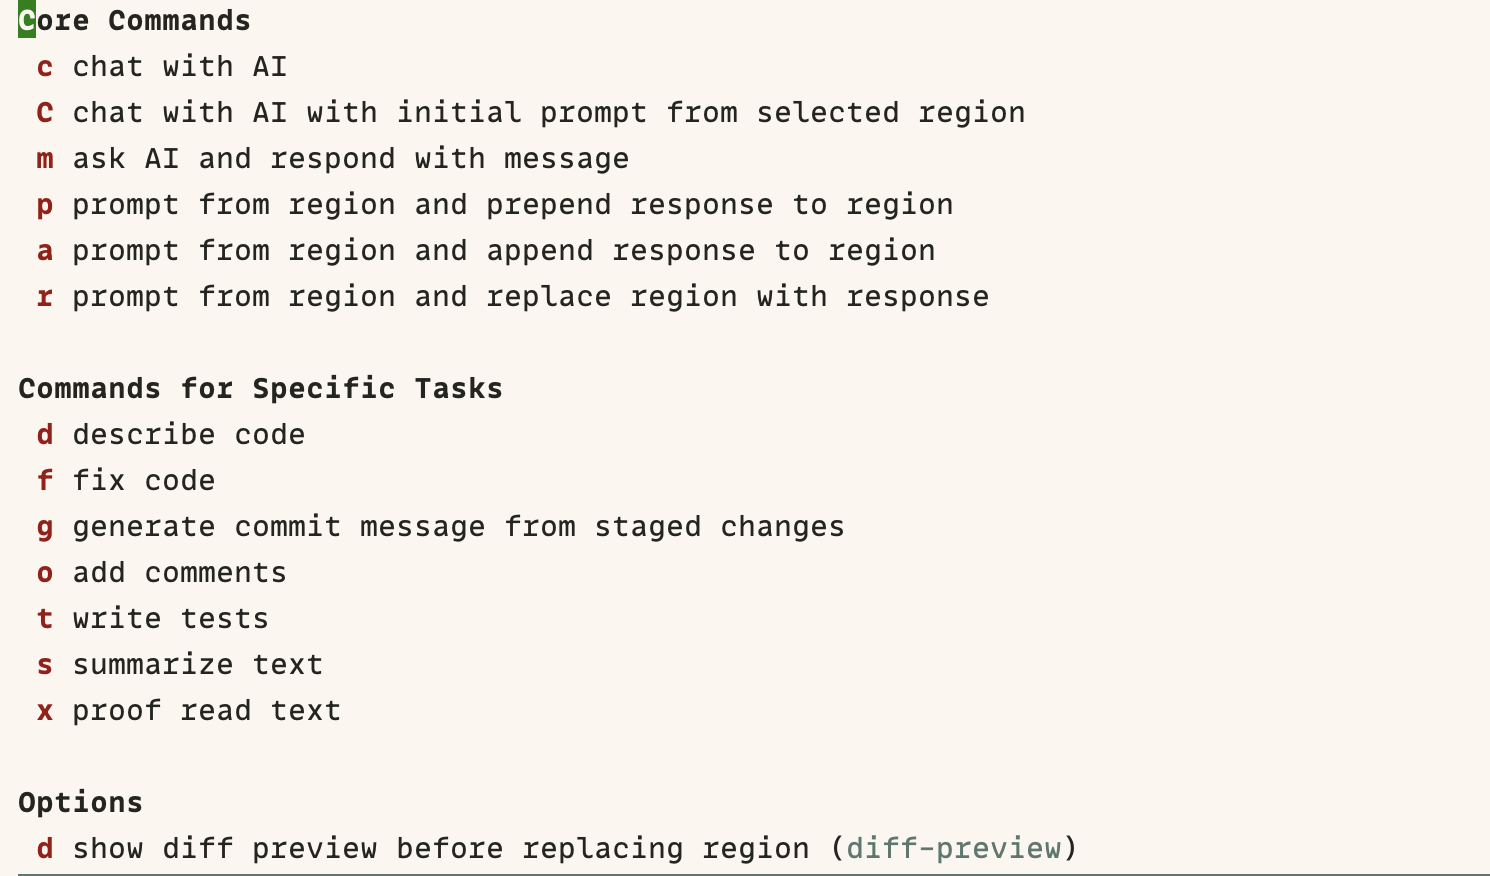 Core Commands
c chat with AI
C chat with AI with initial prompt from selected region
m ask AI and respond with message
p prompt from region and prepend response to region
a prompt from region and append response to region
r prompt from region and replace region with response
Commands for Specific Tasks
d describe code
f fix code
g generate commit message from staged changes
o add comments
t write tests
s summarize text
x proof read text
Options
d show diff preview before replacing region (diff-preview)